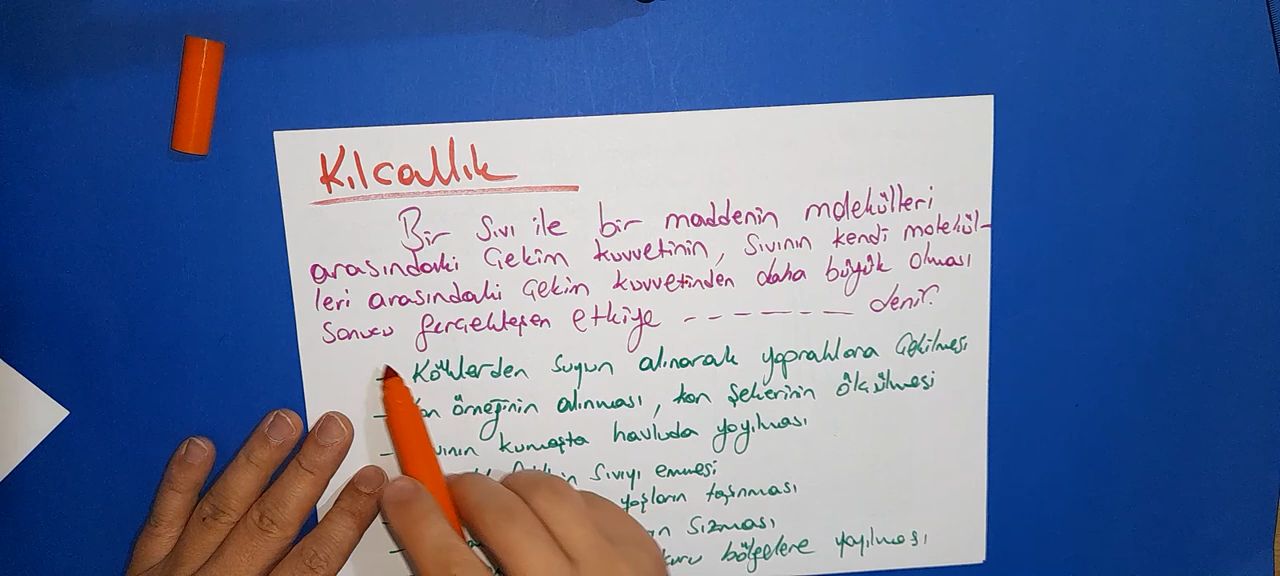 Kılcallık
Bir sıvı ile bir maddenin molekülleri
arasındaki çekim kuvvetinin, sıvının kendi molekül-
leri arasındaki çekim kuvvetinden daha büyük olması
sonucu gerçekleşen etkiye - - - - - - - denir.
- Köklerden suyun alınarak yapraklara çekilmesi
- örneğinin alınması, kan şekerinin ölçülmesi
- kumaşta havluda yayılması
sıvıyı emmesi
yaşların taşınması
sızması
- kuru bölgelere yayılması